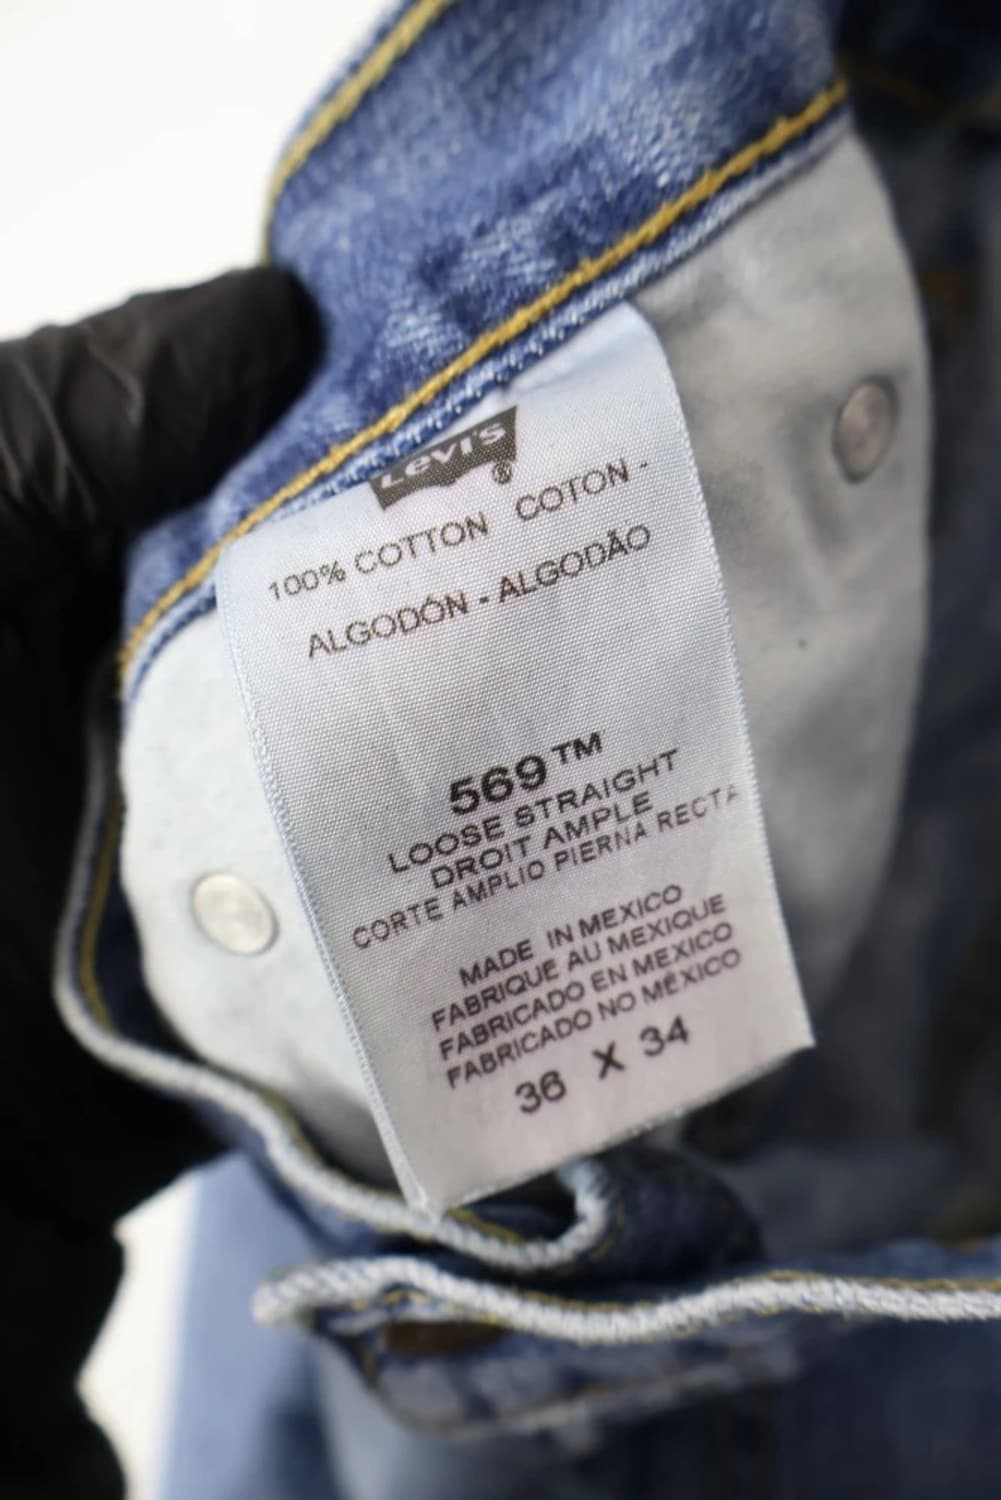 Levi's
100% COTTON COTON -
ALGODÓN - ALGODÃO
569™
LOOSE STRAIGHT
DROIT AMPLE
CORTE AMPLIO PIERNA RECTA
MADE IN MEXICO
FABRIQUE AU MEXIQUE
FABRICADO EN MEXICO
FABRICADO NO MÉXICO
36 X 34